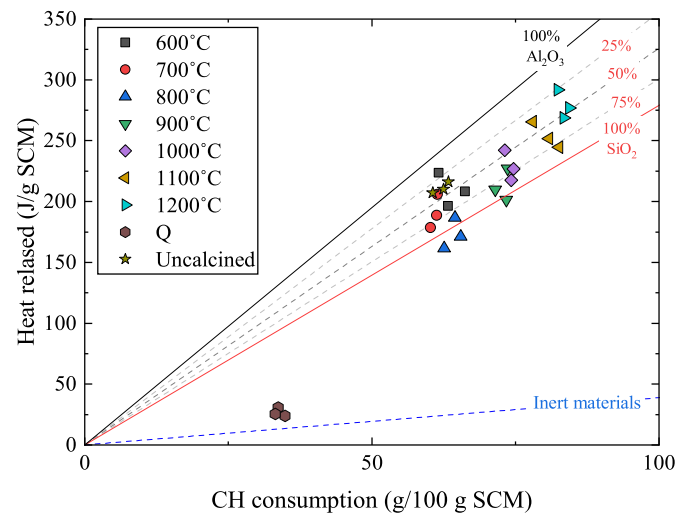 350
300
250
200
150
100
50
0
0
50
100
Heat relased (J/g SCM)
CH consumption (g/100 g SCM)
600°C
700°C
800°C
900°C
1000°C
1100°C
1200°C
Q
Uncalcined
100%
Al₂O₃
25%
50%
75%
100%
SiO₂
Inert materials